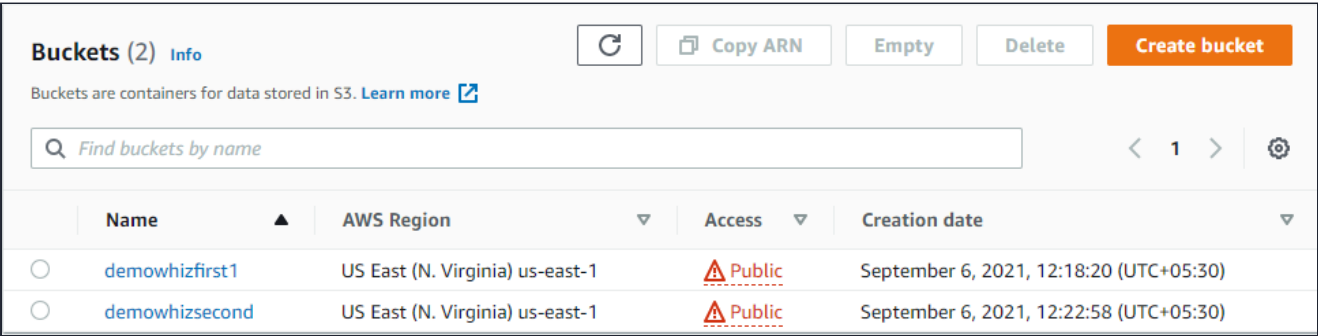 Buckets (2) Info
Copy ARN
Empty
Delete
Create bucket
Buckets are containers for data stored in S3. Learn more
Find buckets by name
1
Name AWS Region Access Creation date
demowhizfirst1 US East (N. Virginia) us-east-1 Public September 6, 2021, 12:18:20 (UTC+05:30)
demowhizsecond US East (N. Virginia) us-east-1 Public September 6, 2021, 12:22:58 (UTC+05:30)